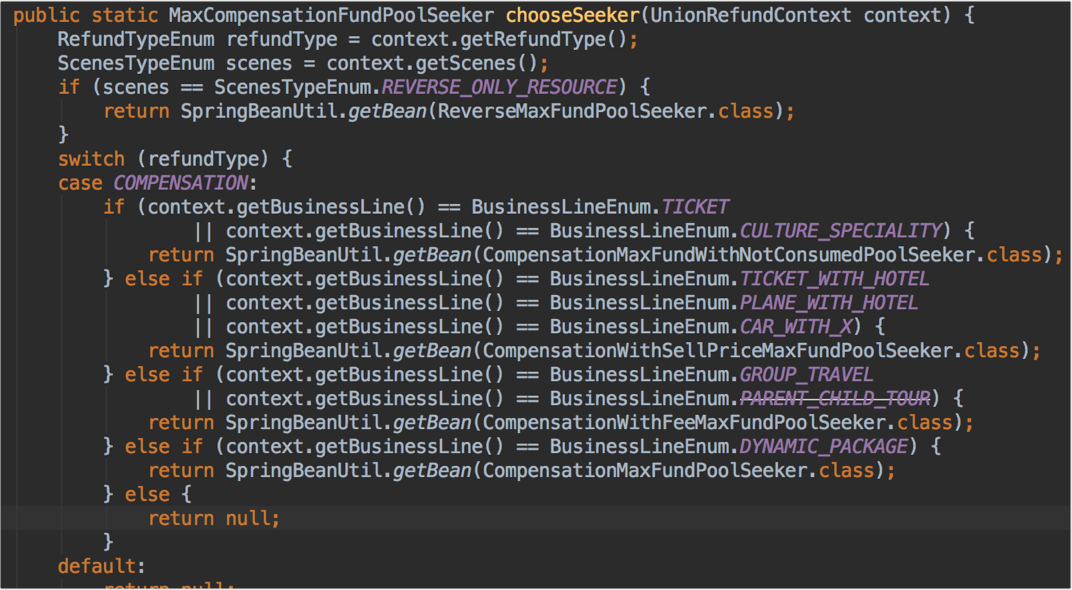 public static MaxCompensationFundPoolSeeker chooseSeeker(UnionRefundContext context) {
    RefundTypeEnum refundType = context.getRefundType();
    ScenesTypeEnum scenes = context.getScenes();
    if (scenes == ScenesTypeEnum.REVERSE_ONLY_RESOURCE) {
        return SpringBeanUtil.getBean(ReverseMaxFundPoolSeeker.class);
    }
    switch (refundType) {
    case COMPENSATION:
        if (context.getBusinessLine() == BusinessLineEnum.TICKET
                || context.getBusinessLine() == BusinessLineEnum.CULTURE_SPECIALITY) {
            return SpringBeanUtil.getBean(CompensationMaxFundWithNotConsumedPoolSeeker.class);
        } else if (context.getBusinessLine() == BusinessLineEnum.TICKET_WITH_HOTEL
                || context.getBusinessLine() == BusinessLineEnum.PLANE_WITH_HOTEL
                || context.getBusinessLine() == BusinessLineEnum.CAR_WITH_X) {
            return SpringBeanUtil.getBean(CompensationWithSellPriceMaxFundPoolSeeker.class);
        } else if (context.getBusinessLine() == BusinessLineEnum.GROUP_TRAVEL
                || context.getBusinessLine() == BusinessLineEnum.PARENT_CHILD_TOUR) {
            return SpringBeanUtil.getBean(CompensationWithFeeMaxFundPoolSeeker.class);
        } else if (context.getBusinessLine() == BusinessLineEnum.DYNAMIC_PACKAGE) {
            return SpringBeanUtil.getBean(CompensationMaxFundPoolSeeker.class);
        } else {
            return null;
        }
    default:
        return null;